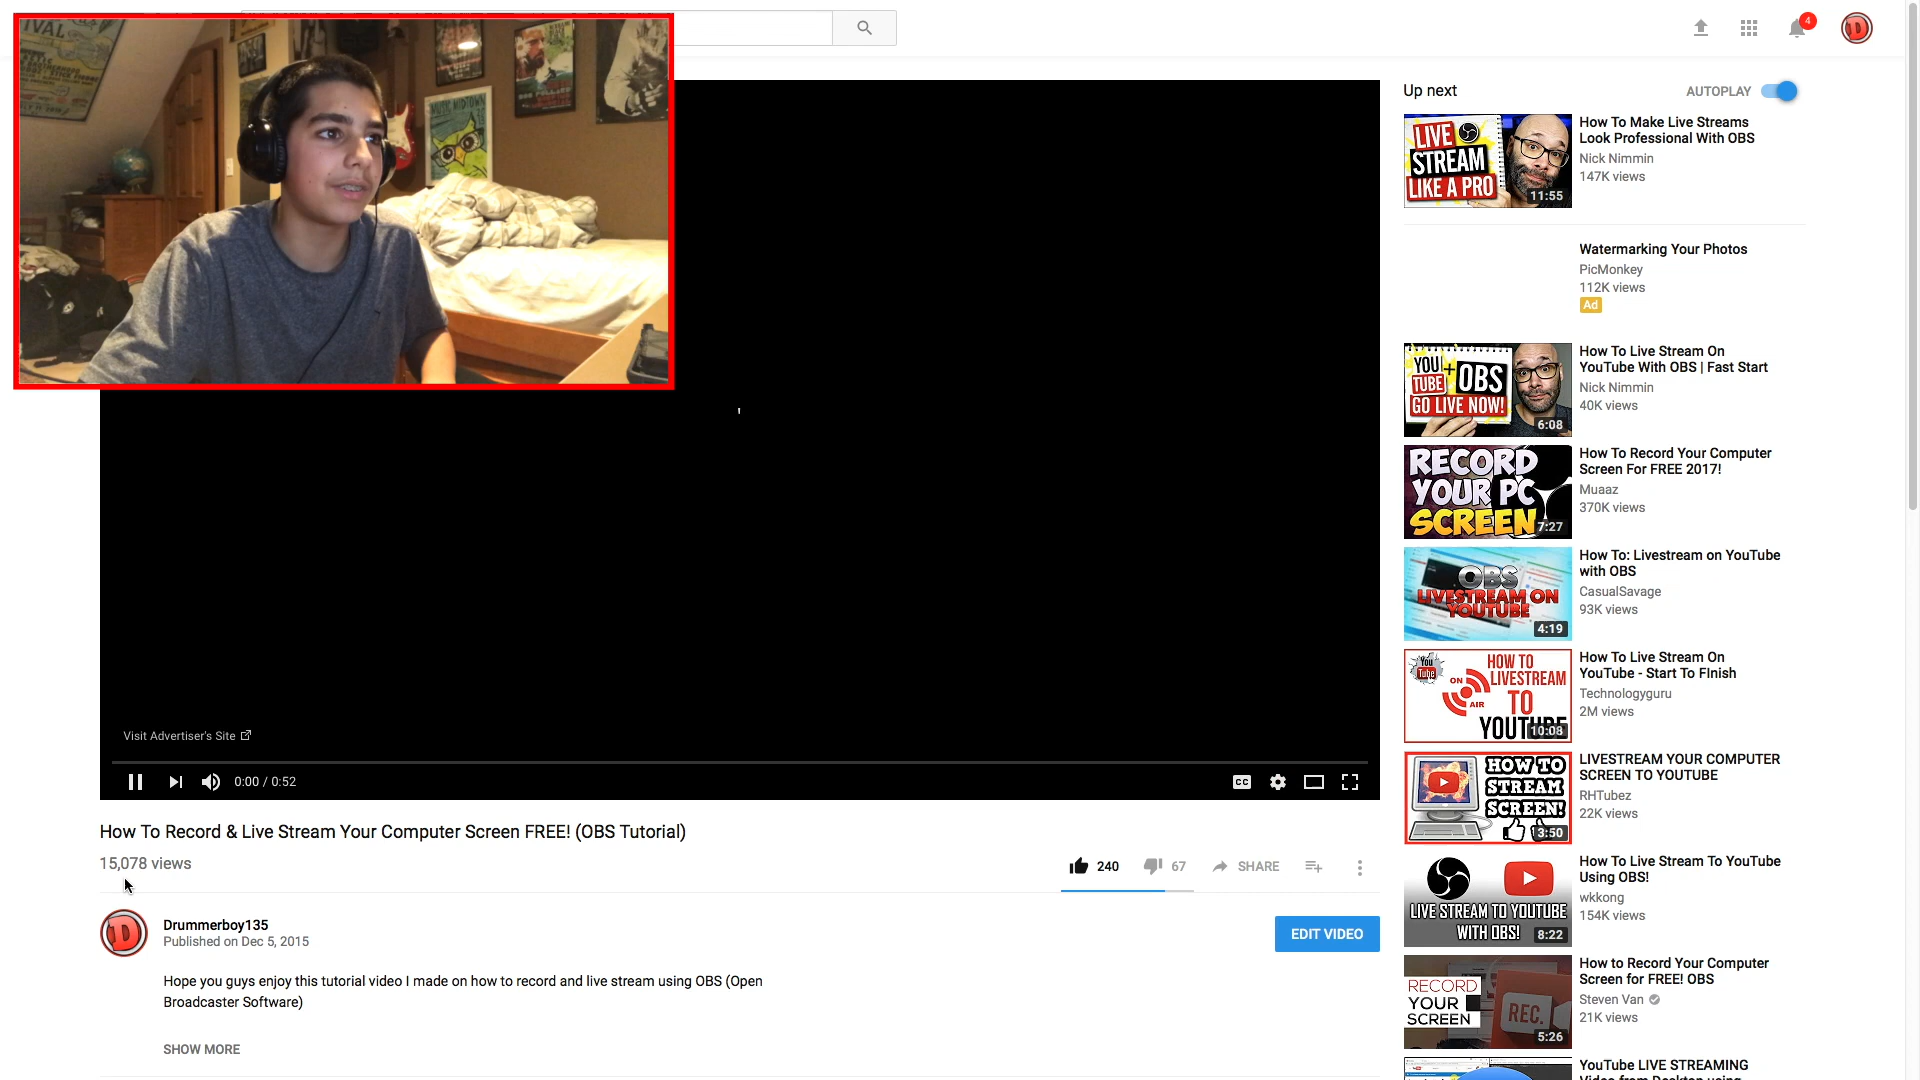 IVAL
MIDTOWN
4
D
Up next
AUTOPLAY
LIVE
STREAM
LIKE A PRO
11:55
How To Make Live Streams
Look Professional With OBS
Nick Nimmin
147K views
Watermarking Your Photos
PicMonkey
112K views
Ad
YOU
TUBE
+
OBS
GO LIVE NOW!
6:08
How To Live Stream On
YouTube With OBS | Fast Start
Nick Nimmin
40K views
RECORD
YOUR PC
SCREEN
7:27
How To Record Your Computer
Screen For FREE 2017!
Muaaz
370K views
OBS
LIVESTREAM ON
YOUTUBE
4:19
How To: Livestream on YouTube
with OBS
CasualSavage
93K views
You
Tube
HOW TO
LIVESTREAM
ON
AIR
TO
YOUTUBE
10:08
How To Live Stream On
YouTube - Start To FInish
Technologyguru
2M views
HOW TO
STREAM
SCREEN!
3:50
LIVESTREAM YOUR COMPUTER
SCREEN TO YOUTUBE
RHTubez
22K views
LIVE STREAM TO YOUTUBE
WITH OBS!
8:22
How To Live Stream To YouTube
Using OBS!
wkkong
154K views
RECORD
YOUR
SCREEN
REC.
5:26
How to Record Your Computer
Screen for FREE! OBS
Steven Van
21K views
YouTube LIVE STREAMING
Visit Advertiser's Site
0:00 / 0:52
CC
How To Record & Live Stream Your Computer Screen FREE! (OBS Tutorial)
15,078 views
240
67
SHARE
D
Drummerboy135
Published on Dec 5, 2015
EDIT VIDEO
Hope you guys enjoy this tutorial video I made on how to record and live stream using OBS (Open
Broadcaster Software)
SHOW MORE